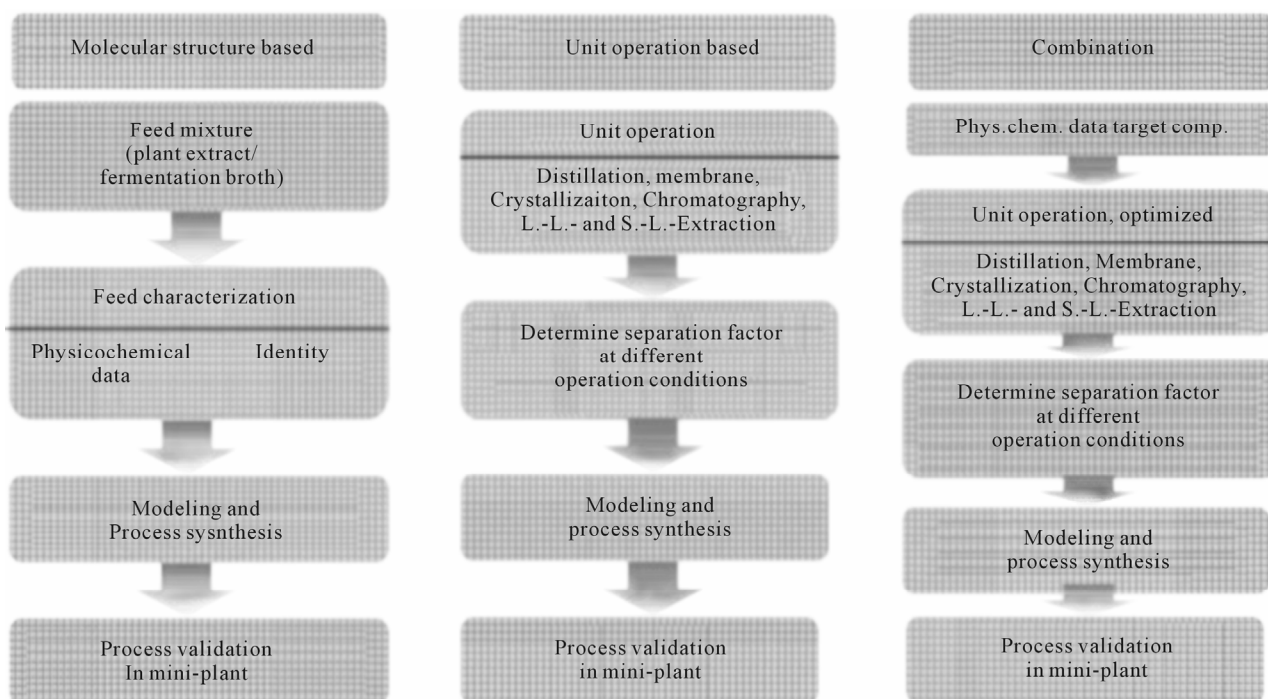 Molecular structure based
Feed mixture
(plant extract/
fermentation broth)
Feed characterization
Physicochemical Identity
data
Modeling and
Process sysnthesis
Process validation
In mini-plant
Unit operation based
Unit operation
Distillation, membrane,
Crystallizaiton, Chromatography,
L.-L.- and S.-L.-Extraction
Determine separation factor
at different
operation conditions
Modeling and
process synthesis
Process validation
in mini-plant
Combination
Phys.chem. data target comp.
Unit operation, optimized
Distillation, Membrane,
Crystallization, Chromatography,
L.-L.- and S.-L.-Extraction
Determine separation factor
at different
operation conditions
Modeling and
process synthesis
Process validation
in mini-plant